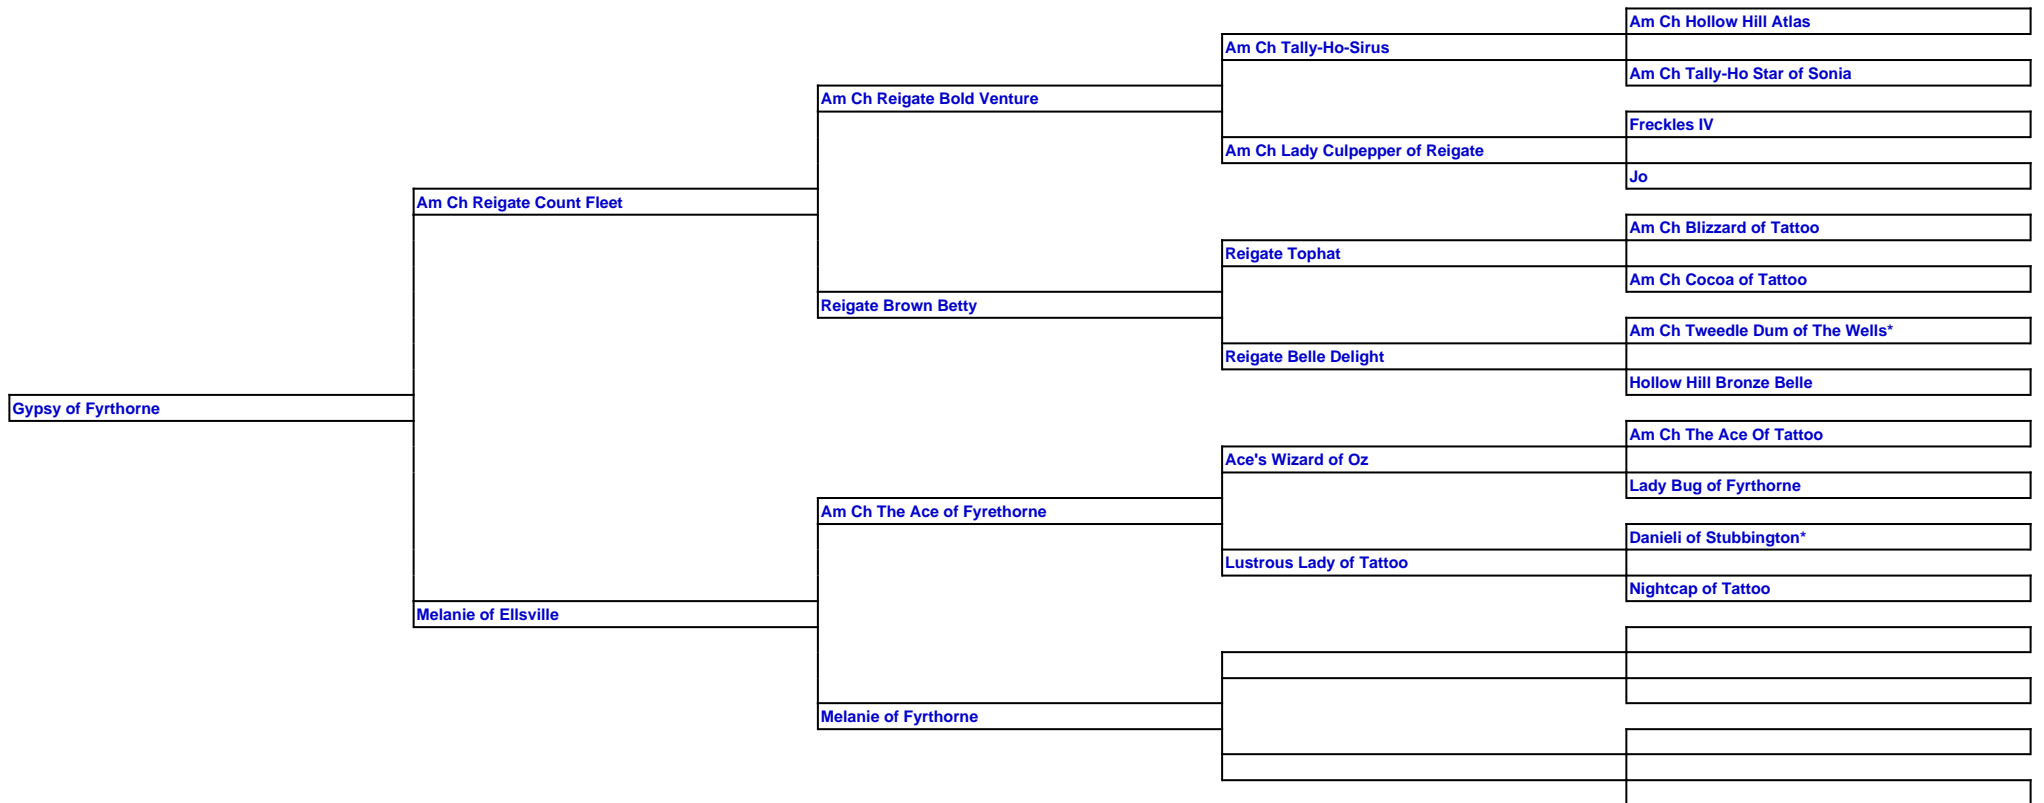 Am Ch Hollow Hill Atlas
Am Ch Tally-Ho-Sirus
Am Ch Tally-Ho Star of Sonia
Am Ch Reigate Bold Venture
Freckles IV
Am Ch Lady Culpepper of Reigate
Jo
Am Ch Reigate Count Fleet
Am Ch Blizzard of Tattoo
Reigate Tophat
Am Ch Cocoa of Tattoo
Reigate Brown Betty
Am Ch Tweedle Dum of The Wells*
Reigate Belle Delight
Hollow Hill Bronze Belle
Gypsy of Fyrthorne
Am Ch The Ace Of Tattoo
Ace's Wizard of Oz
Lady Bug of Fyrthorne
Am Ch The Ace of Fyrethorne
Danieli of Stubbington*
Lustrous Lady of Tattoo
Nightcap of Tattoo
Melanie of Ellsville
Melanie of Fyrthorne